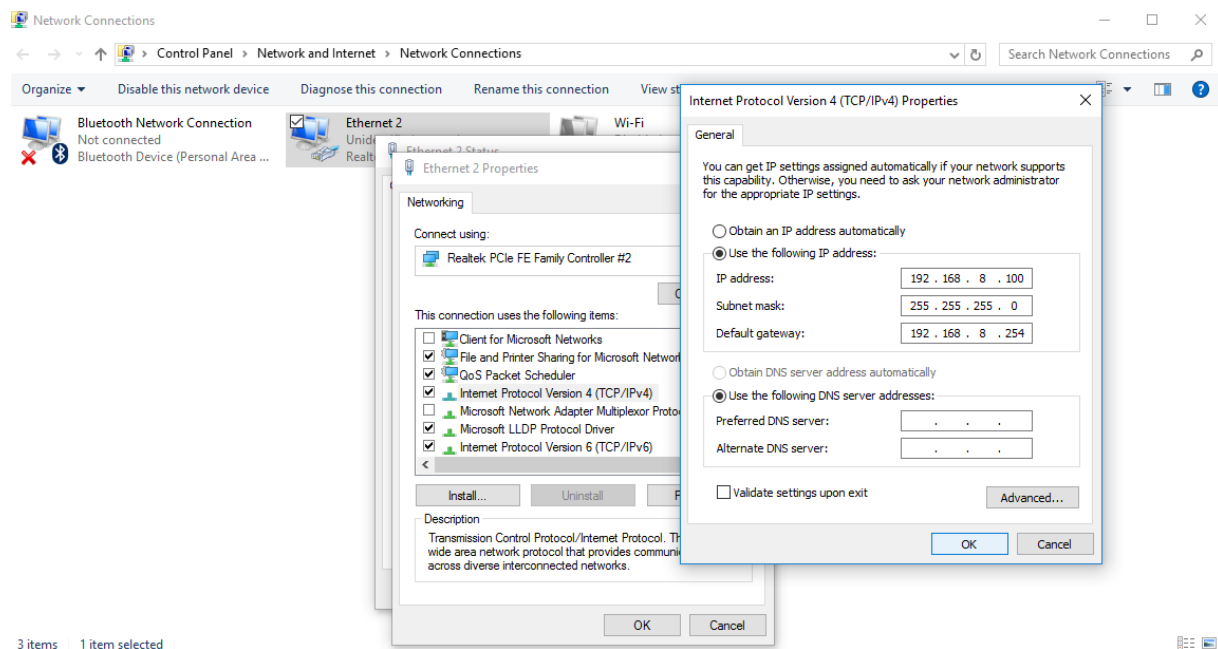 Network Connections
Control Panel > Network and Internet > Network Connections
Search Network Connections
Organize
Disable this network device
Diagnose this connection
Rename this connection
View st
Bluetooth Network Connection
Not connected
Bluetooth Device (Personal Area ...
Ethernet 2
Unide
Realt
Wi-Fi
Ethernet 2 Status
Ethernet 2 Properties
Networking
Connect using:
Realtek PCIe FE Family Controller #2
C
This connection uses the following items:
Client for Microsoft Networks
File and Printer Sharing for Microsoft Network
QoS Packet Scheduler
Internet Protocol Version 4 (TCP/IPv4)
Microsoft Network Adapter Multiplexor Proto
Microsoft LLDP Protocol Driver
Internet Protocol Version 6 (TCP/IPv6)
Install...
Uninstall
P
Description
Transmission Control Protocol/Internet Protocol. Th
wide area network protocol that provides communi
across diverse interconnected networks.
OK
Cancel
Internet Protocol Version 4 (TCP/IPv4) Properties
General
You can get IP settings assigned automatically if your network supports
this capability. Otherwise, you need to ask your network administrator
for the appropriate IP settings.
Obtain an IP address automatically
Use the following IP address:
IP address:
192 . 168 . 8 . 100
Subnet mask:
255 . 255 . 255 . 0
Default gateway:
192 . 168 . 8 . 254
Obtain DNS server address automatically
Use the following DNS server addresses:
Preferred DNS server:
. . .
Alternate DNS server:
. . .
Validate settings upon exit
Advanced...
OK
Cancel
3 items
1 item selected